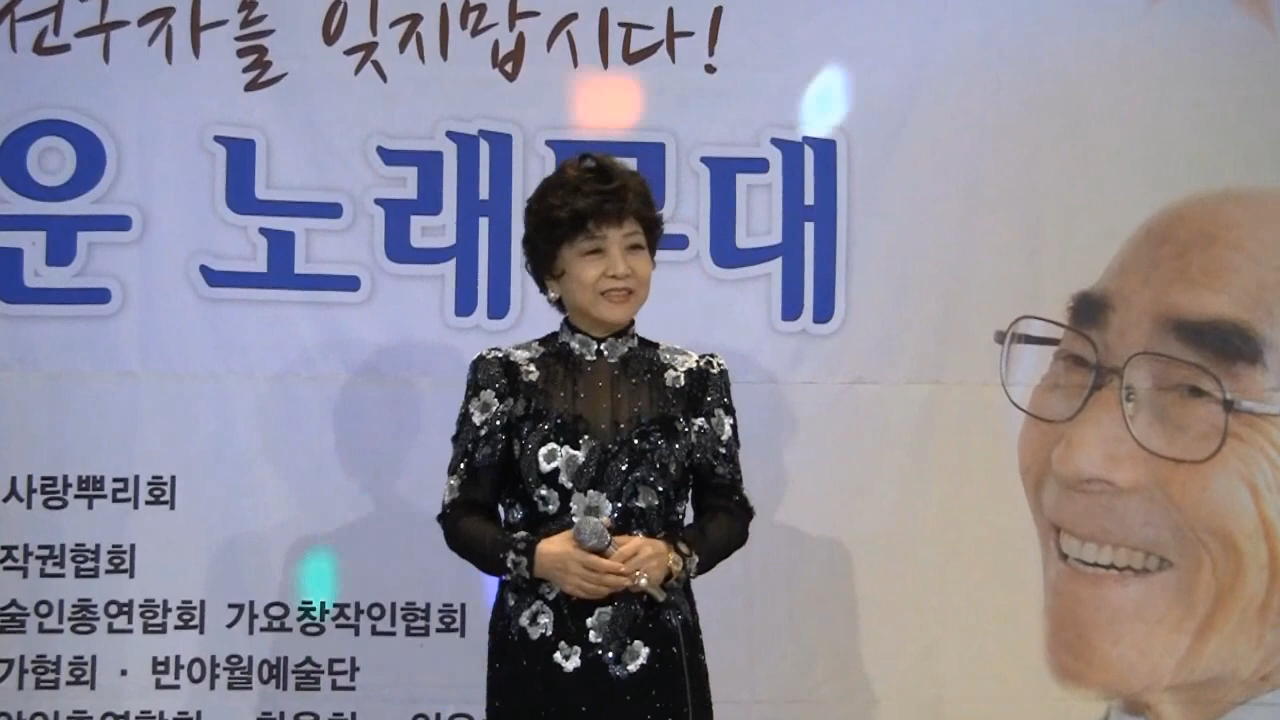 선구자를 잊지맙시다!
운 노래무대
사랑뿌리회
작권협회
술인총연합회 가요창작인협회
가협회 · 반야월예술단